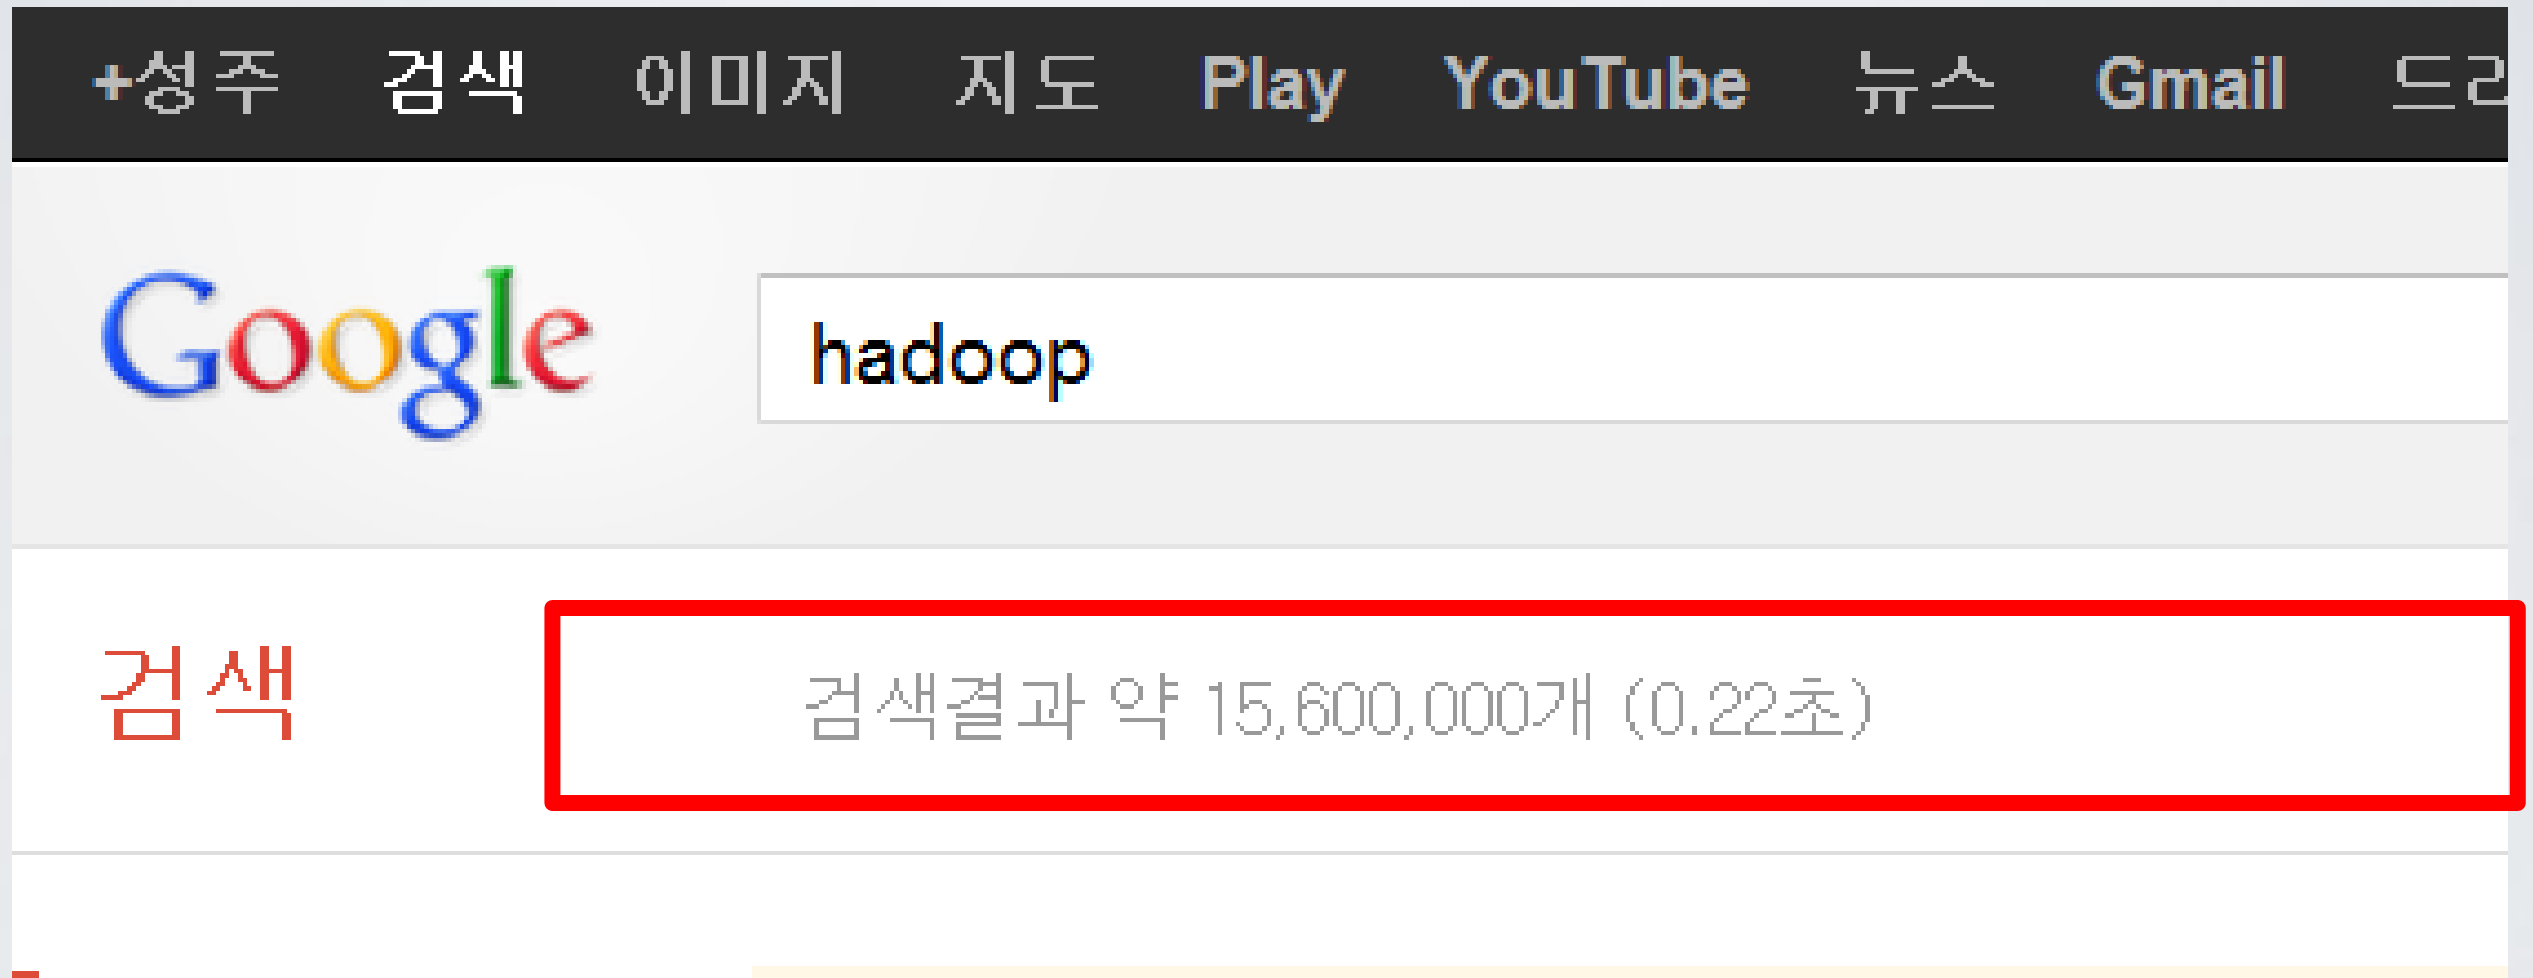 +성주 검색 이미지 지도 Play YouTube 뉴스 Gmail
Google hadoop
검색 검색결과 약 15,600,000개 (0.22초)